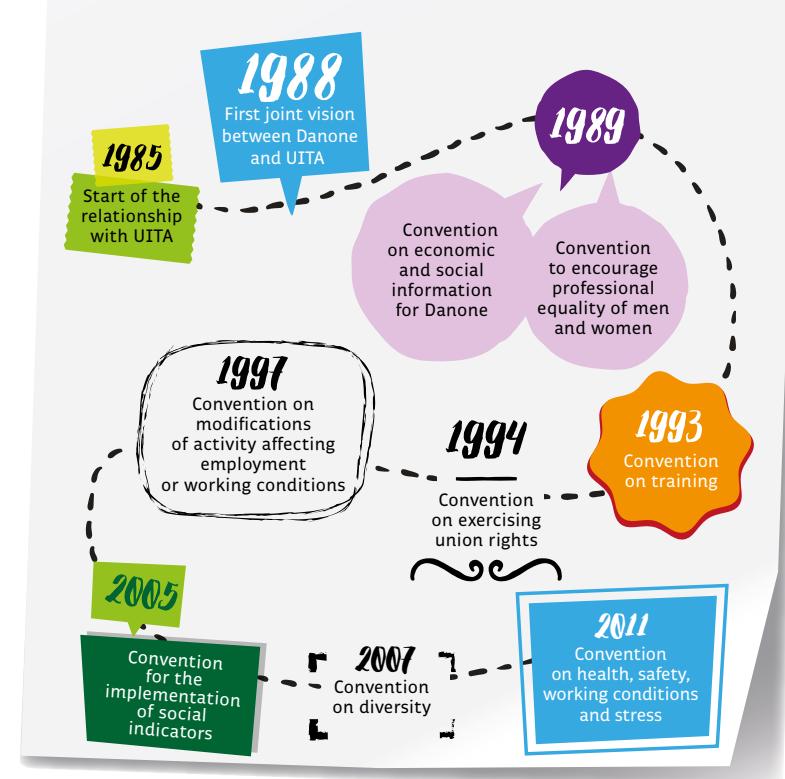 1985
Start of the
relationship
with UITA
1988
First joint vision
between Danone
and UITA
1989
Convention
on economic
and social
information
for Danone
Convention
to encourage
professional
equality of men
and women
1993
Convention
on training
1994
Convention
on exercising
union rights
1997
Convention on
modifications
of activity affecting
employment
or working conditions
2005
Convention
for the
implementation
of social
indicators
2007
Convention
on diversity
2011
Convention
on health, safety,
working conditions
and stress